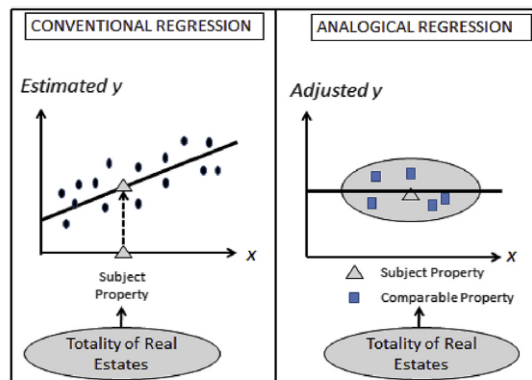 CONVENTIONAL REGRESSION
Estimated y
x
Subject
Property
Totality of Real
Estates
ANALOGICAL REGRESSION
Adjusted y
x
Subject Property
Comparable Property
Totality of Real
Estates